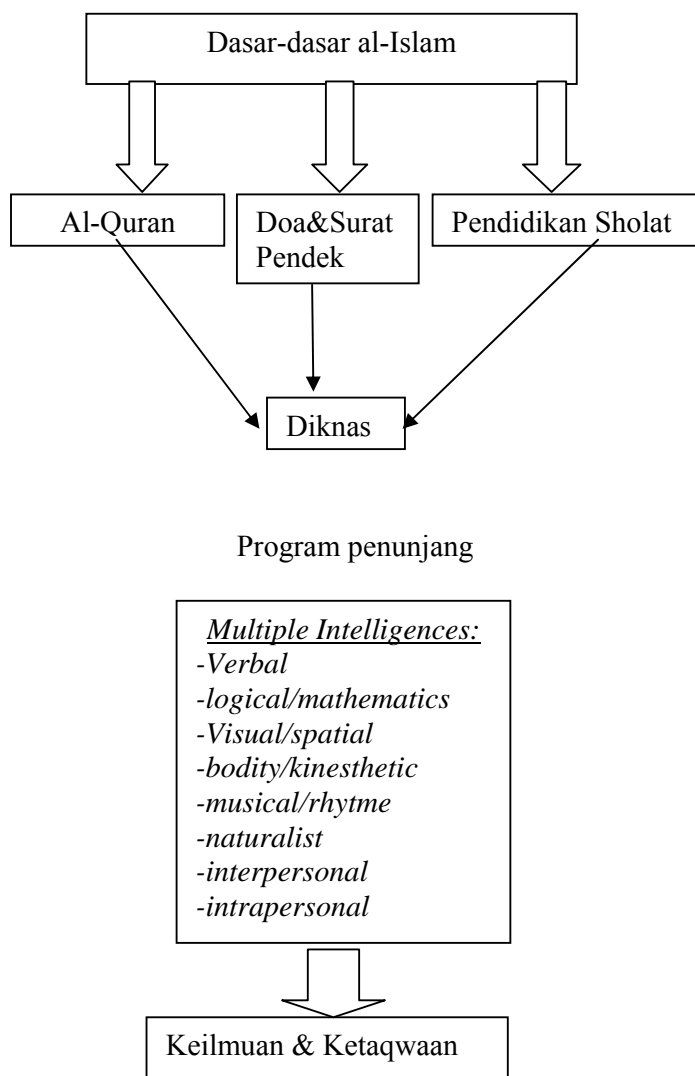 Dasar-dasar al-Islam
Al-Quran
Doa&Surat
Pendek
Pendidikan Sholat
Diknas
Program penunjang
Multiple Intelligences:
-Verbal
-logical/mathematics
-Visual/spatial
-bodity/kinesthetic
-musical/rhytme
-naturalist
-interpersonal
-intrapersonal
Keilmuan & Ketaqwaan